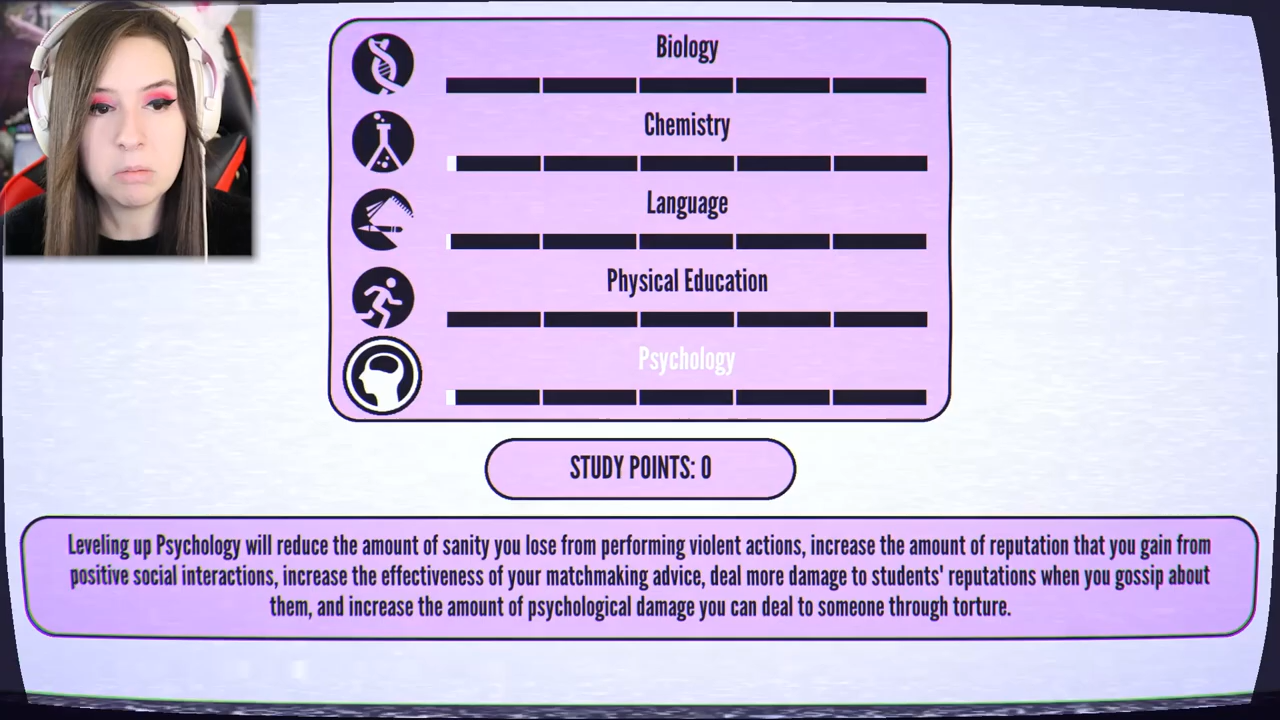 Biology
Chemistry
Language
Physical Education
Psychology
STUDY POINTS: 0
Leveling up Psychology will reduce the amount of sanity you lose from performing violent actions, increase the amount of reputation that you gain from
positive social interactions, increase the effectiveness of your matchmaking advice, deal more damage to students' reputations when you gossip about
them, and increase the amount of psychological damage you can deal to someone through torture.